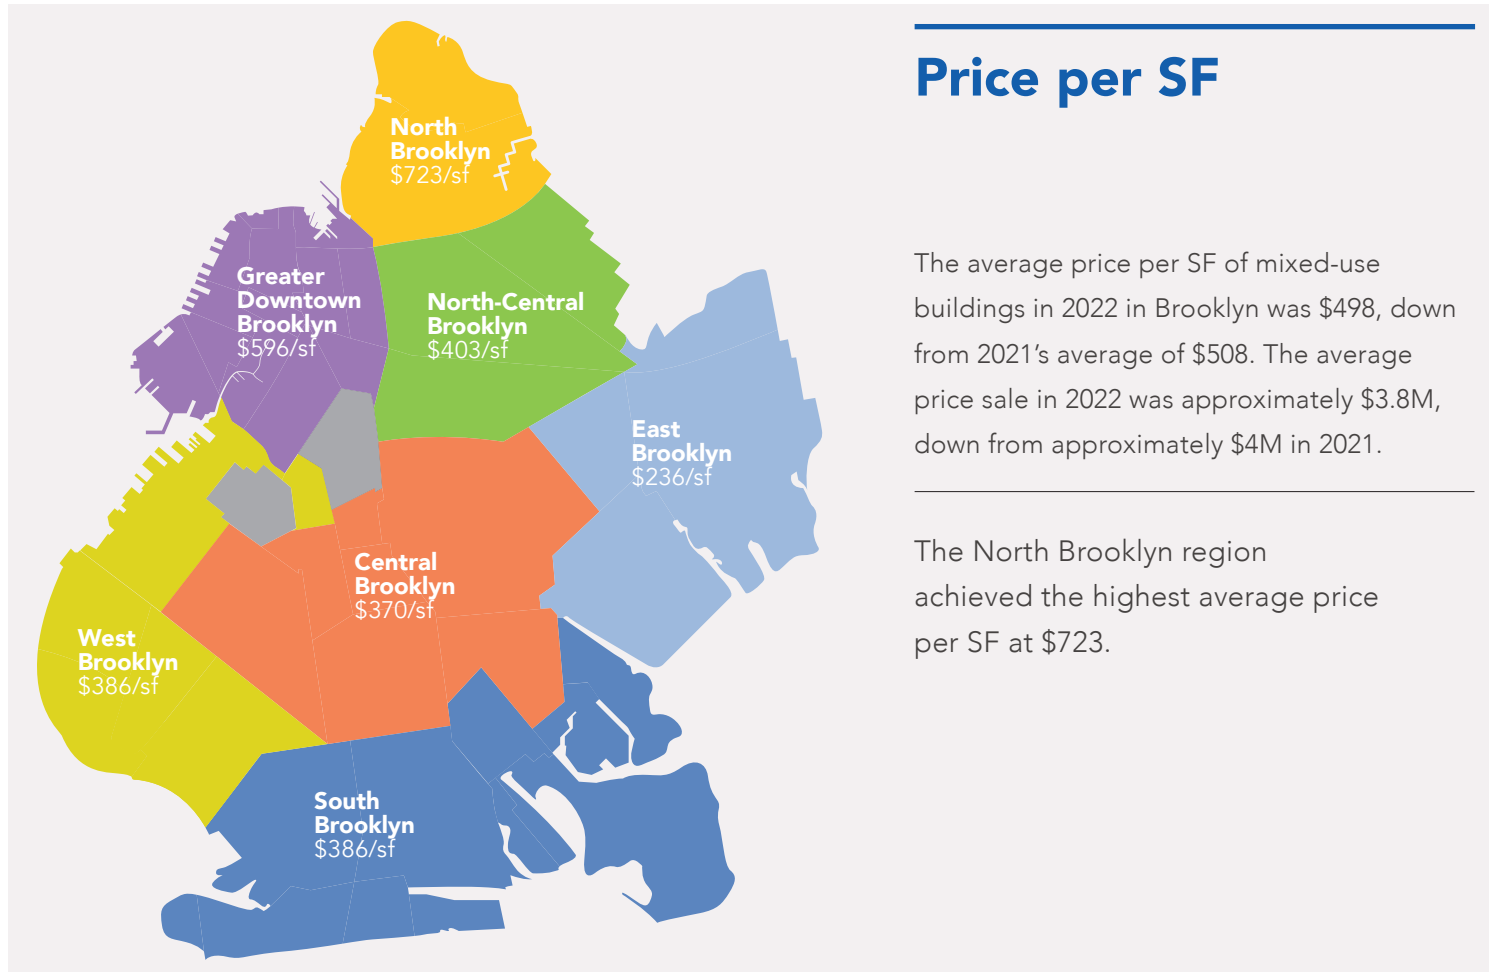 North
Brooklyn
$723/sf
Greater
Downtown
Brooklyn
$596/sf
North-Central
Brooklyn
$403/sf
East
Brooklyn
$236/sf
Central
Brooklyn
$370/sf
West
Brooklyn
$386/sf
South
Brooklyn
$386/sf
Price per SF
The average price per SF of mixed-use
buildings in 2022 in Brooklyn was $498, down
from 2021’s average of $508. The average
price sale in 2022 was approximately $3.8M,
down from approximately $4M in 2021.
The North Brooklyn region
achieved the highest average price
per SF at $723.